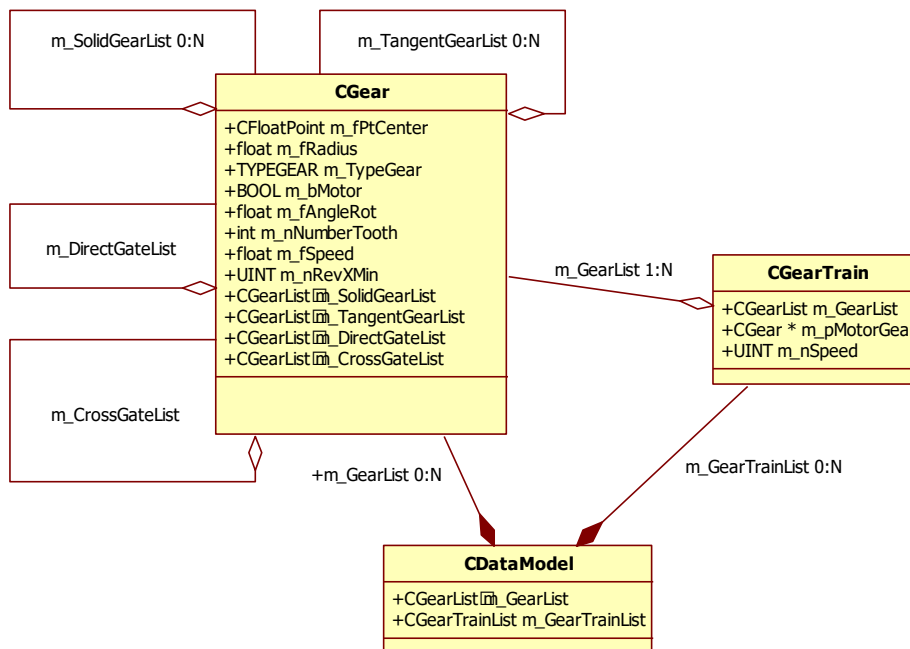 m_SolidGearList 0:N
m_TangentGearList 0:N
CGear
+CFloatPoint m_fPtCenter
+float m_fRadius
+TYPEGEAR m_TypeGear
+BOOL m_bMotor
+float m_fAngleRot
+int m_nNumberTooth
+float m_fSpeed
+UINT m_nRevXMin
+CGearList m_SolidGearList
+CGearList m_TangentGearList
+CGearList m_DirectGateList
+CGearList m_CrossGateList
m_DirectGateList
m_CrossGateList
m_GearList 1:N
CGearTrain
+CGearList m_GearList
+CGear * m_pMotorGea
+UINT m_nSpeed
+m_GearList 0:N
m_GearTrainList 0:N
CDataModel
+CGearList m_GearList
+CGearTrainList m_GearTrainList